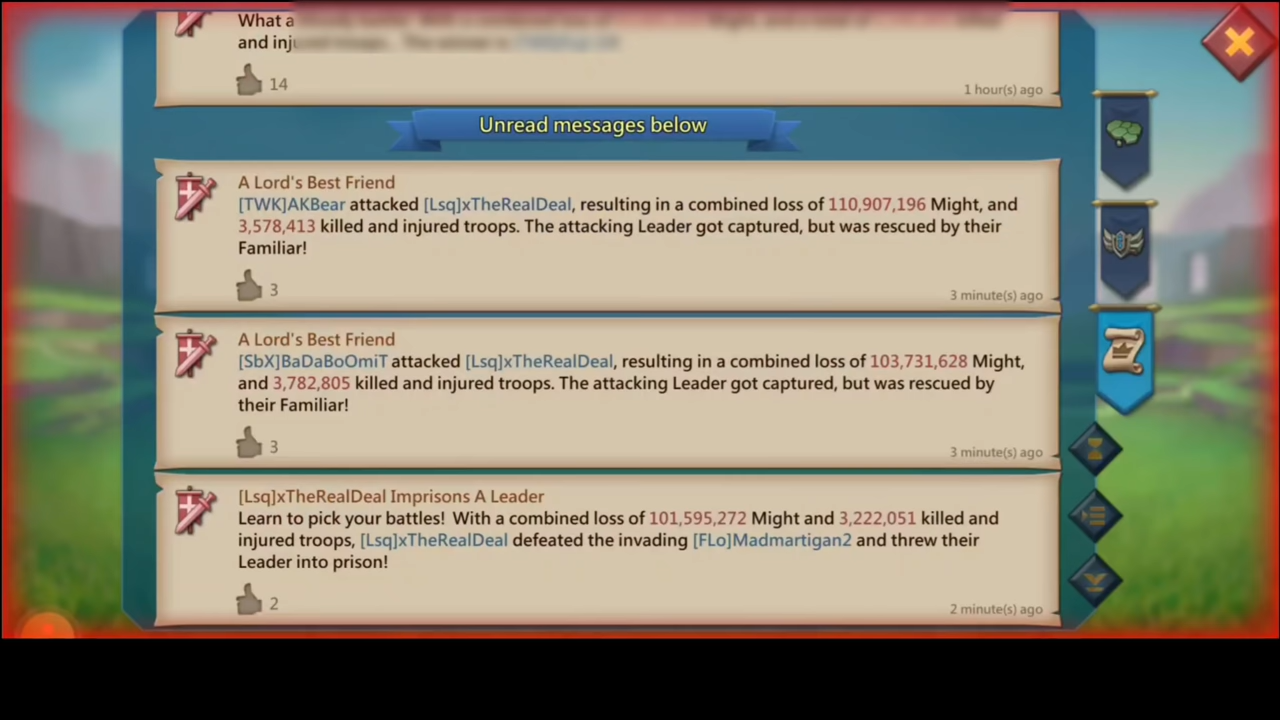 What a
and inj
14
1 hour(s) ago
Unread messages below
A Lord's Best Friend
[TWK]AKBear attacked [Lsq]xTheRealDeal, resulting in a combined loss of 110,907,196 Might, and
3,578,413 killed and injured troops. The attacking Leader got captured, but was rescued by their
Familiar!
3
3 minute(s) ago
A Lord's Best Friend
[SbX]BaDaBoOmiT attacked [Lsq]xTheRealDeal, resulting in a combined loss of 103,731,628 Might,
and 3,782,805 killed and injured troops. The attacking Leader got captured, but was rescued by
their Familiar!
3
3 minute(s) ago
[Lsq]xTheRealDeal Imprisons A Leader
Learn to pick your battles! With a combined loss of 101,595,272 Might and 3,222,051 killed and
injured troops, [Lsq]xTheRealDeal defeated the invading [FLo]Madmartigan2 and threw their
Leader into prison!
2
2 minute(s) ago